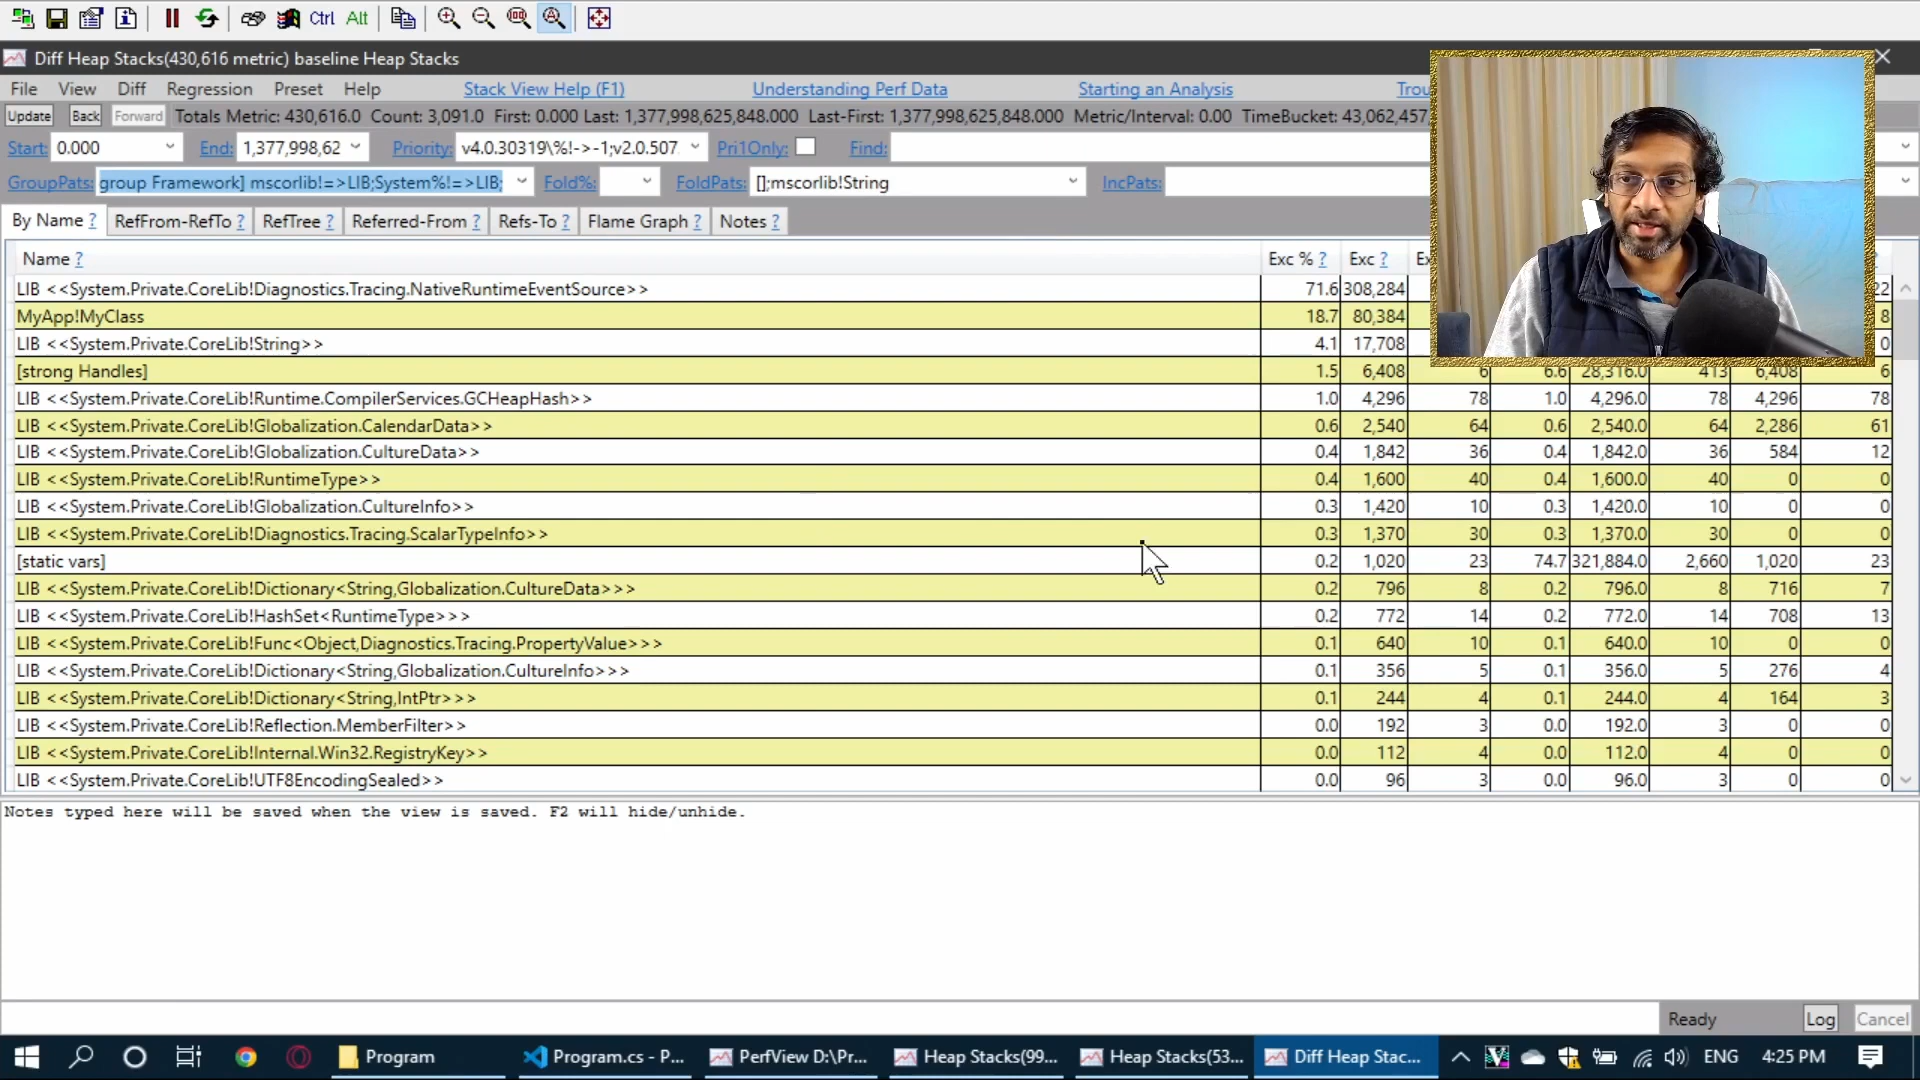 Ctrl Alt
Diff Heap Stacks(430,616 metric) baseline Heap Stacks
File View Diff Regression Preset Help Stack View Help (F1) Understanding Perf Data Starting an Analysis Trou
Update Back Forward Totals Metric: 430,616.0 Count: 3,091.0 First: 0.000 Last: 1,377,998,625,848.000 Last-First: 1,377,998,625,848.000 Metric/Interval: 0.00 TimeBucket: 43,062,457,
Start: 0.000 End: 1,377,998,62 Priority: v4.0.30319\%!->-1;v2.0.507. Pri1Only: Find:
GroupPats: group Framework] mscorlib!=>LIB;System%!=>LIB; Fold%: FoldPats: [];mscorlib!String IncPats:
By Name ? RefFrom-RefTo ? RefTree ? Referred-From ? Refs-To ? Flame Graph ? Notes ?
Name ? Exc % ? Exc ? Ex
LIB <<System.Private.CoreLib!Diagnostics.Tracing.NativeRuntimeEventSource>> 71.6 308,284 22
MyApp!MyClass 18.7 80,384 8
LIB <<System.Private.CoreLib!String>> 4.1 17,708 0
[strong Handles] 1.5 6,408 6 6.6 28,316.0 413 6,408 6
LIB <<System.Private.CoreLib!Runtime.CompilerServices.GCHeapHash>> 1.0 4,296 78 1.0 4,296.0 78 4,296 78
LIB <<System.Private.CoreLib!Globalization.CalendarData>> 0.6 2,540 64 0.6 2,540.0 64 2,286 61
LIB <<System.Private.CoreLib!Globalization.CultureData>> 0.4 1,842 36 0.4 1,842.0 36 584 12
LIB <<System.Private.CoreLib!RuntimeType>> 0.4 1,600 40 0.4 1,600.0 40 0 0
LIB <<System.Private.CoreLib!Globalization.CultureInfo>> 0.3 1,420 10 0.3 1,420.0 10 0 0
LIB <<System.Private.CoreLib!Diagnostics.Tracing.ScalarTypeInfo>> 0.3 1,370 30 0.3 1,370.0 30 0 0
[static vars] 0.2 1,020 23 74.7 321,884.0 2,660 1,020 23
LIB <<System.Private.CoreLib!Dictionary<String,Globalization.CultureData>>> 0.2 796 8 0.2 796.0 8 716 7
LIB <<System.Private.CoreLib!HashSet<RuntimeType>>> 0.2 772 14 0.2 772.0 14 708 13
LIB <<System.Private.CoreLib!Func<Object,Diagnostics.Tracing.PropertyValue>>> 0.1 640 10 0.1 640.0 10 0 0
LIB <<System.Private.CoreLib!Dictionary<String,Globalization.CultureInfo>>> 0.1 356 5 0.1 356.0 5 276 4
LIB <<System.Private.CoreLib!Dictionary<String,IntPtr>>> 0.1 244 4 0.1 244.0 4 164 3
LIB <<System.Private.CoreLib!Reflection.MemberFilter>> 0.0 192 3 0.0 192.0 3 0 0
LIB <<System.Private.CoreLib!Internal.Win32.RegistryKey>> 0.0 112 4 0.0 112.0 4 0 0
LIB <<System.Private.CoreLib!UTF8EncodingSealed>> 0.0 96 3 0.0 96.0 3 0 0
Notes typed here will be saved when the view is saved. F2 will hide/unhide.
Ready Log Cancel
Program Program.cs - P... PerfView D:\Pr... Heap Stacks(99... Heap Stacks(53... Diff Heap Stac... ENG 4:25 PM